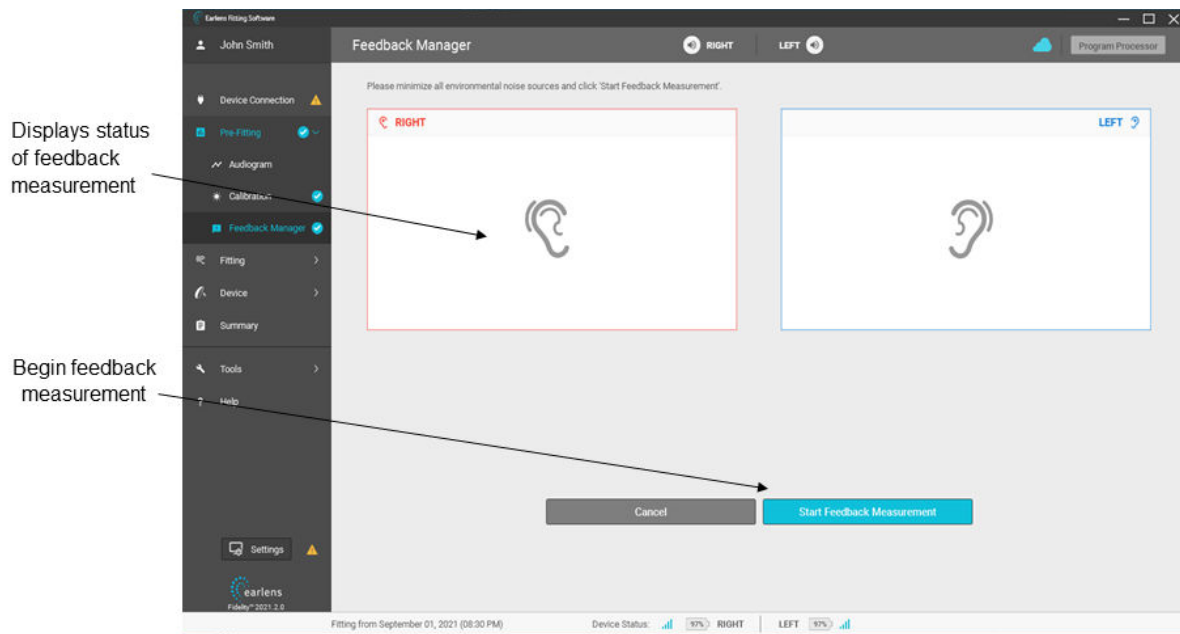 Earlens Fitting Software
John Smith
Feedback Manager
RIGHT
LEFT
Program Processor
Please minimize all environmental noise sources and click 'Start Feedback Measurement'.
Device Connection
Pre-Fitting
Audiogram
Calibration
Feedback Manager
Fitting
Device
Summary
Tools
? Help
RIGHT
LEFT
Displays status
of feedback
measurement
Begin feedback
measurement
Cancel
Start Feedback Measurement
Settings
earlens
Fidelity™ 2021.2.0
Fitting from September 01, 2021 (08:30 PM)
Device Status:
97%
RIGHT
LEFT
97%